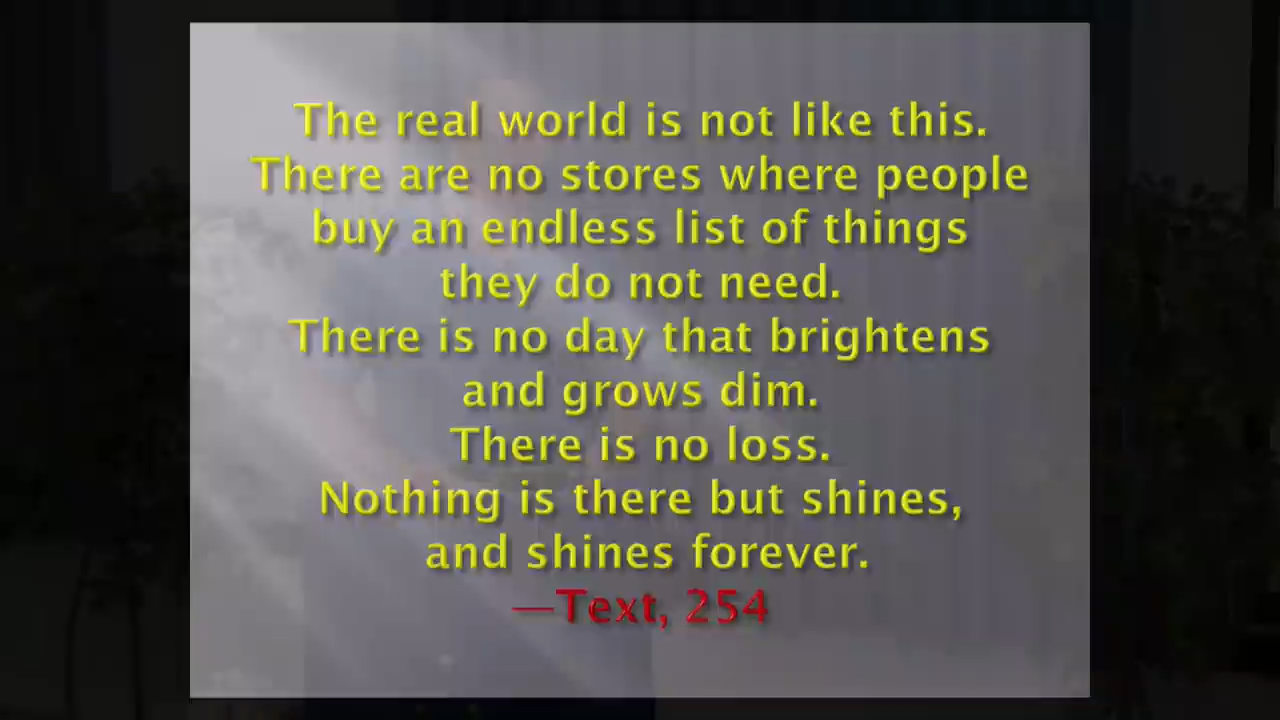 The real world is not like this.
There are no stores where people
buy an endless list of things
they do not need.
There is no day that brightens
and grows dim.
There is no loss.
Nothing is there but shines,
and shines forever.
—Text, 254